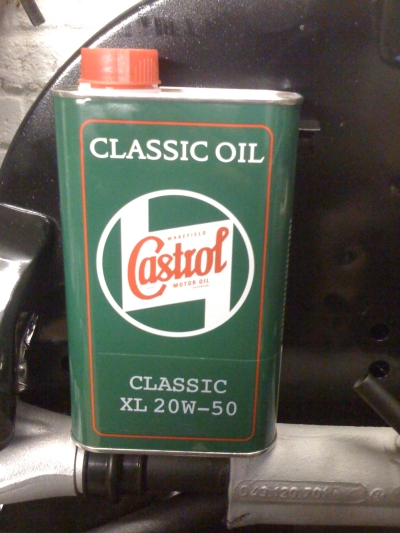 CLASSIC OIL
WAKEFIELD
Castrol
MOTOR OIL
CLASSIC
XL 20W-50